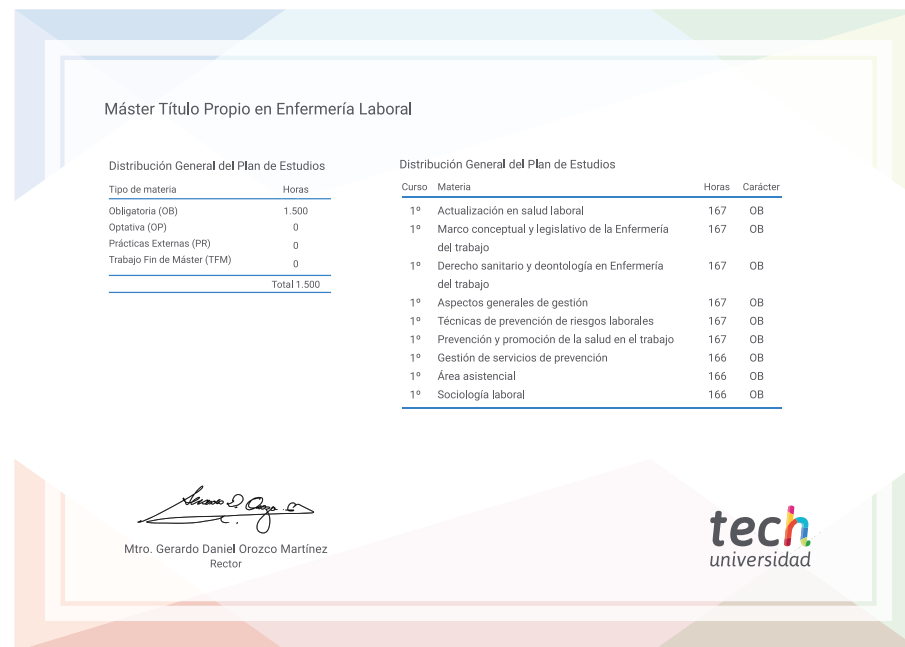 Máster Título Propio en Enfermería Laboral
Distribución General del Plan de Estudios
Tipo de materia Horas
Obligatoria (OB) 1.500
Optativa (OP) 0
Prácticas Externas (PR) 0
Trabajo Fin de Máster (TFM) 0
Total 1.500
Distribución General del Plan de Estudios
Curso Materia Horas Carácter
1º Actualización en salud laboral 167 OB
1º Marco conceptual y legislativo de la Enfermería 167 OB
del trabajo
1º Derecho sanitario y deontología en Enfermería 167 OB
del trabajo
1º Aspectos generales de gestión 167 OB
1º Técnicas de prevención de riesgos laborales 167 OB
1º Prevención y promoción de la salud en el trabajo 167 OB
1º Gestión de servicios de prevención 166 OB
1º Área asistencial 166 OB
1º Sociología laboral 166 OB
Mtro. Gerardo Daniel Orozco Martínez
Rector
tech
universidad